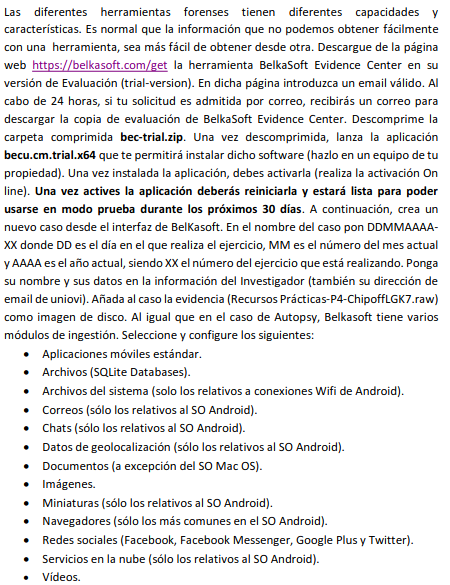 Las diferentes herramientas forenses tienen diferentes capacidades y
características. Es normal que la información que no podemos obtener fácilmente
con una herramienta, sea más fácil de obtener desde otra. Descargue de la página
web https://belkasoft.com/get la herramienta BelkaSoft Evidence Center en su
versión de Evaluación (trial-version). En dicha página introduzca un email válido. Al
cabo de 24 horas, si tu solicitud es admitida por correo, recibirás un correo para
descargar la copia de evaluación de BelkaSoft Evidence Center. Descomprime la
carpeta comprimida bec-trial.zip. Una vez descomprimida, lanza la aplicación
becu.cm.trial.x64 que te permitirá instalar dicho software (hazlo en un equipo de tu
propiedad). Una vez instalada la aplicación, debes activarla (realiza la activación On
line). Una vez actives la aplicación deberás reiniciarla y estará lista para poder
usarse en modo prueba durante los próximos 30 días. A continuación, crea un
nuevo caso desde el interfaz de BelKasoft. En el nombre del caso pon DDMMAAAA-
XX donde DD es el día en el que realiza el ejercicio, MM es el número del mes actual
y AAAA es el año actual, siendo XX el número del ejercicio que está realizando. Ponga
su nombre y sus datos en la información del Investigador (también su dirección de
email de uniovi). Añada al caso la evidencia (Recursos Prácticas-P4-ChipoffLGK7.raw)
como imagen de disco. Al igual que en el caso de Autopsy, Belkasoft tiene varios
módulos de ingestión. Seleccione y configure los siguientes:
• Aplicaciones móviles estándar.
• Archivos (SQLite Databases).
• Archivos del sistema (solo los relativos a conexiones Wifi de Android).
• Correos (sólo los relativos al SO Android).
• Chats (sólo los relativos al SO Android).
• Datos de geolocalización (sólo los relativos al SO Android).
• Documentos (a excepción del SO Mac OS).
• Imágenes.
• Miniaturas (sólo los relativos al SO Android).
• Navegadores (sólo los más comunes en el SO Android).
• Redes sociales (Facebook, Facebook Messenger, Google Plus y Twitter).
• Servicios en la nube (sólo los relativos al SO Android).
• Vídeos.